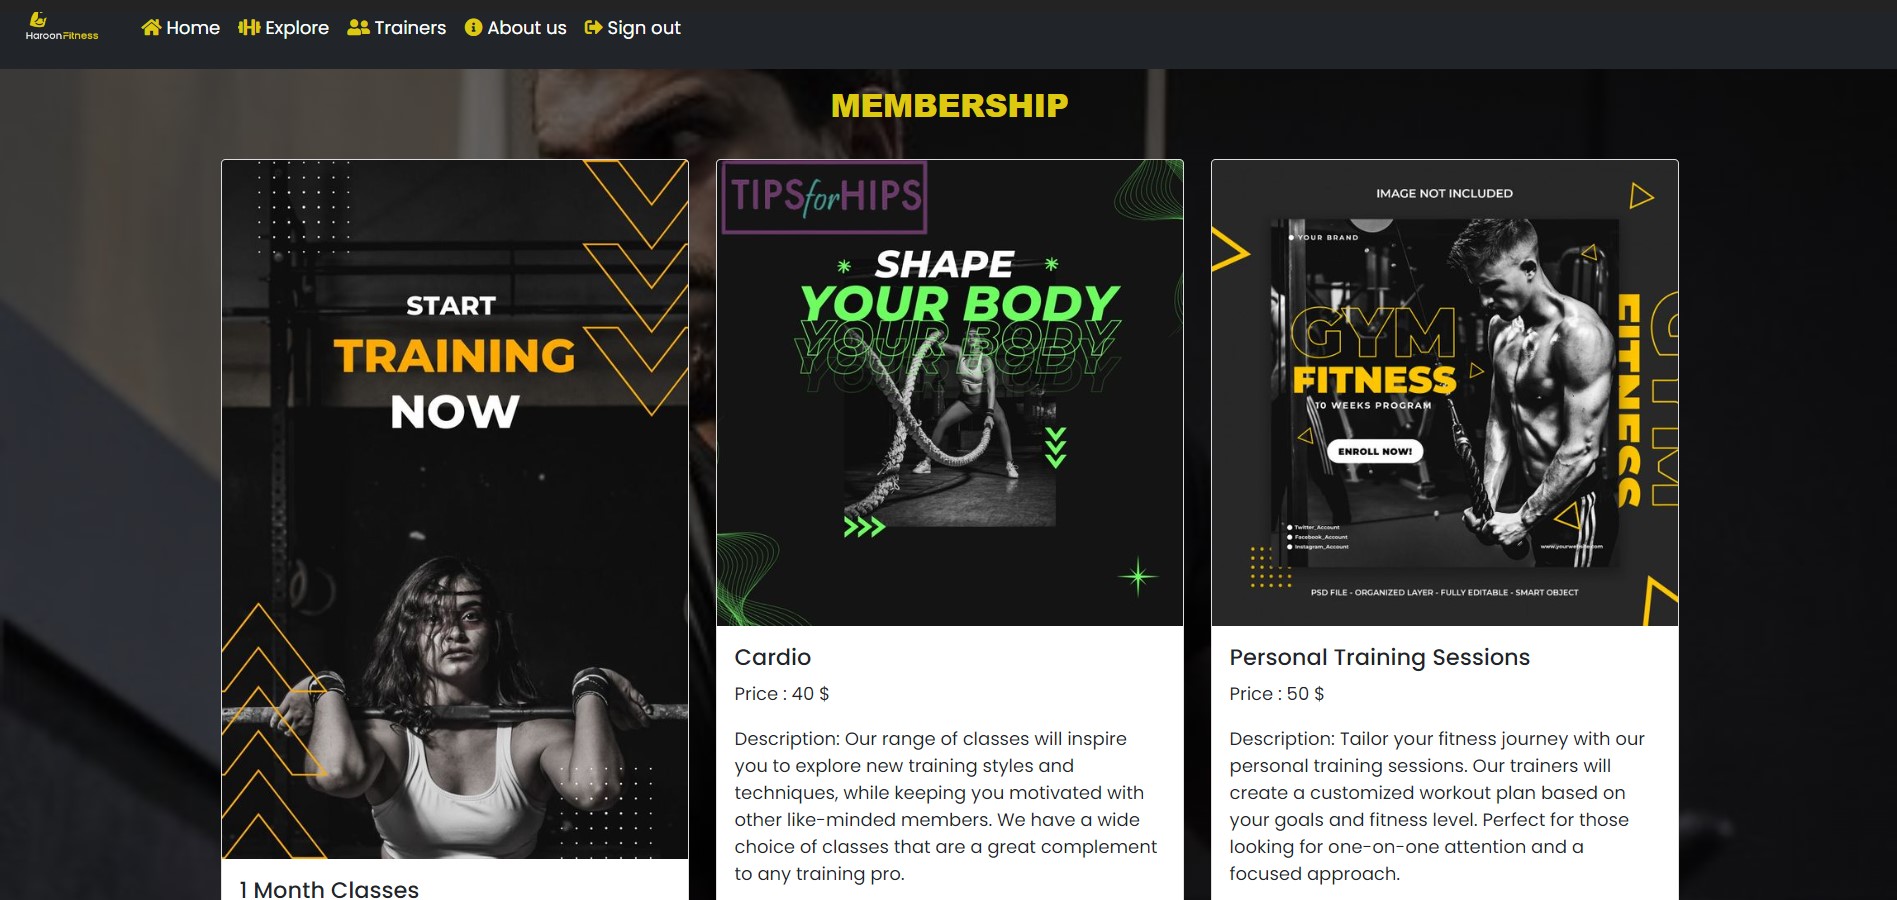 HaroonFitness
Home
Explore
Trainers
About us
Sign out
MEMBERSHIP
START
TRAINING
NOW
1 Month Classes
TIPSforHIPS
SHAPE
YOUR BODY
YOUR BODY
YOUR BODY
YOUR BODY
Cardio
Price : 40 $
Description: Our range of classes will inspire
you to explore new training styles and
techniques, while keeping you motivated with
other like-minded members. We have a wide
choice of classes that are a great complement
to any training pro.
IMAGE NOT INCLUDED
YOUR BRAND
GYM
FITNESS
10 WEEKS PROGRAM
ENROLL NOW!
Twitter_Account
Facebook_Account
Instagram_Account
www.yourwebsite.com
FITNESS
GYM
PSD FILE - ORGANIZED LAYER - FULLY EDITABLE - SMART OBJECT
Personal Training Sessions
Price : 50 $
Description: Tailor your fitness journey with our
personal training sessions. Our trainers will
create a customized workout plan based on
your goals and fitness level. Perfect for those
looking for one-on-one attention and a
focused approach.